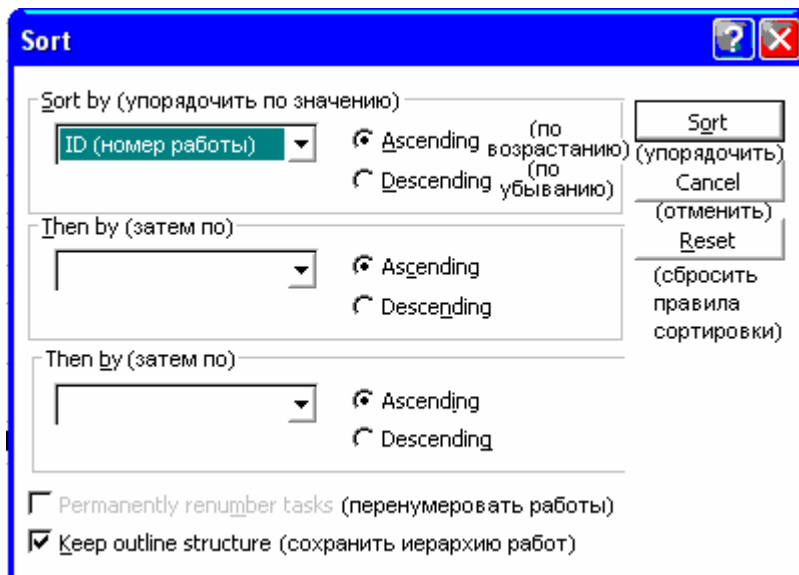 Sort
Sort by (упорядочить по значению)
ID (номер работы)
Ascending (по возрастанию)
Descending (по убыванию)
Sort
(упорядочить)
Cancel
(отменить)
Reset
(сбросить
правила
сортировки)
Then by (затем по)
Ascending
Descending
Then by (затем по)
Ascending
Descending
Permanently renumber tasks (перенумеровать работы)
Keep outline structure (сохранить иерархию работ)